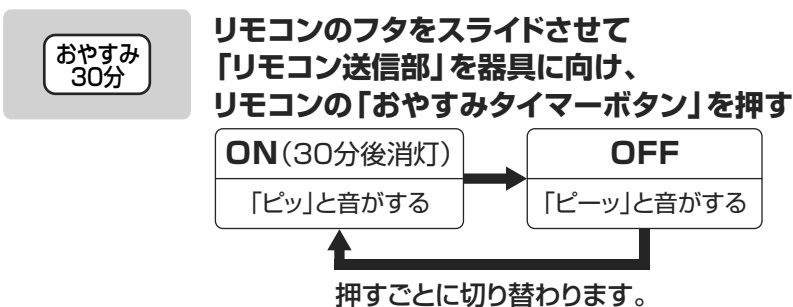 おやすみ
30分
リモコンのフタをスライドさせて
「リモコン送信部」を器具に向け、
リモコンの「おやすみタイマーボタン」を押す
ON(30分後消灯)
「ピッ」と音がする
OFF
「ピーッ」と音がする
押すごとに切り替わります。